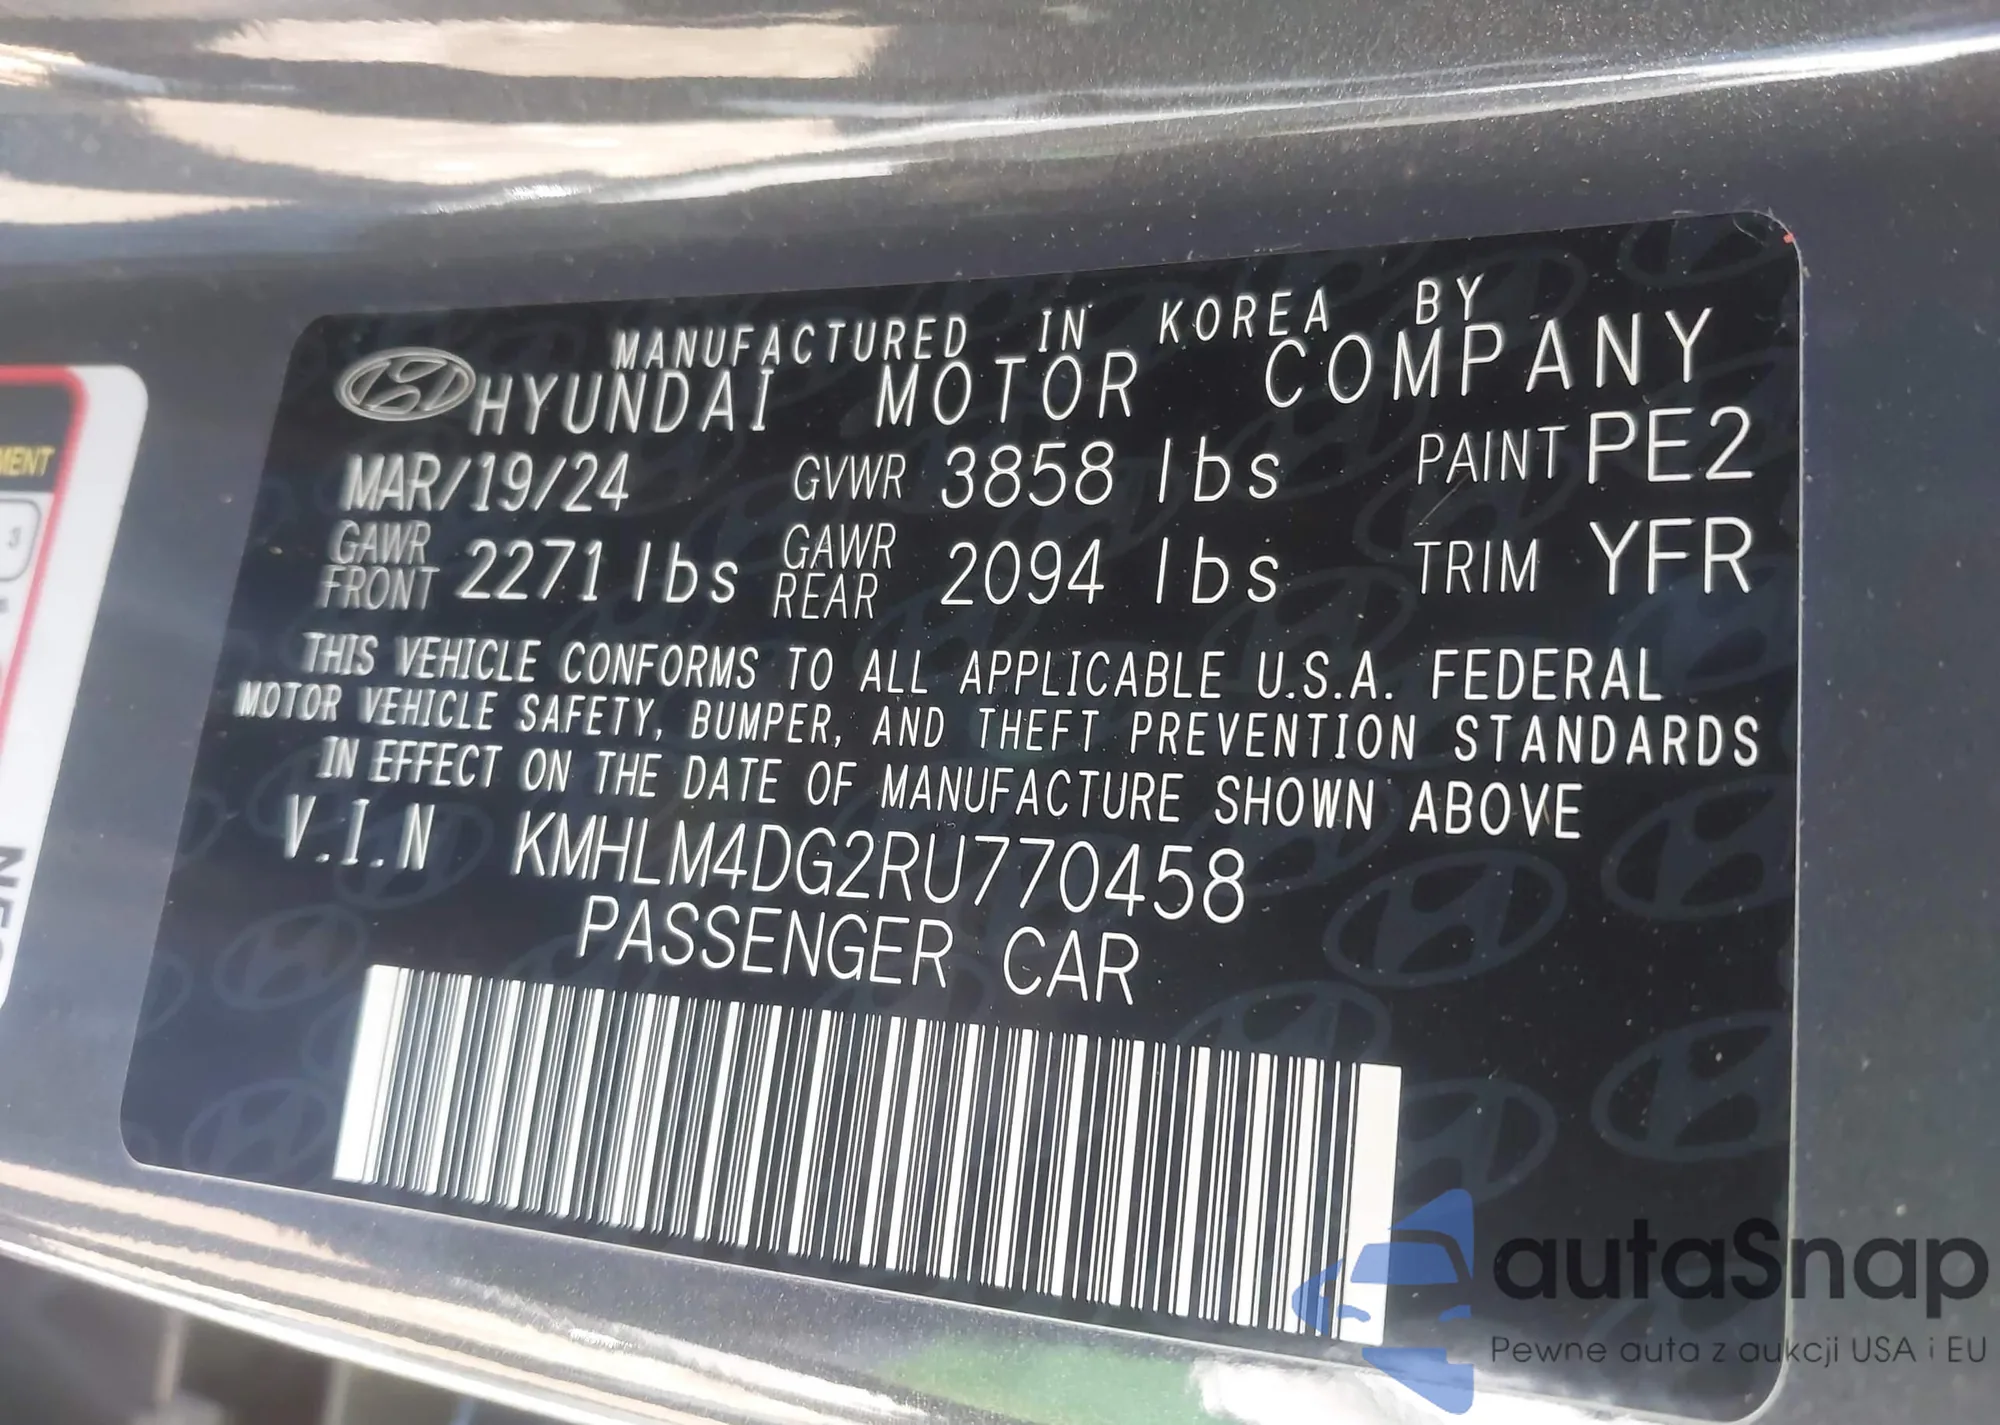 MANUFACTURED IN KOREA BY
HYUNDAI MOTOR COMPANY
MAR/19/24 GVWR 3858 lbs PAINT PE2
GAWR FRONT 2271 lbs GAWR REAR 2094 lbs TRIM YFR
THIS VEHICLE CONFORMS TO ALL APPLICABLE U.S.A. FEDERAL
MOTOR VEHICLE SAFETY, BUMPER, AND THEFT PREVENTION STANDARDS
IN EFFECT ON THE DATE OF MANUFACTURE SHOWN ABOVE
V.I.N KMHLM4DG2RU770458
PASSENGER CAR
MENT
3
autaSnap
Pewne auta z aukcji USA i EU